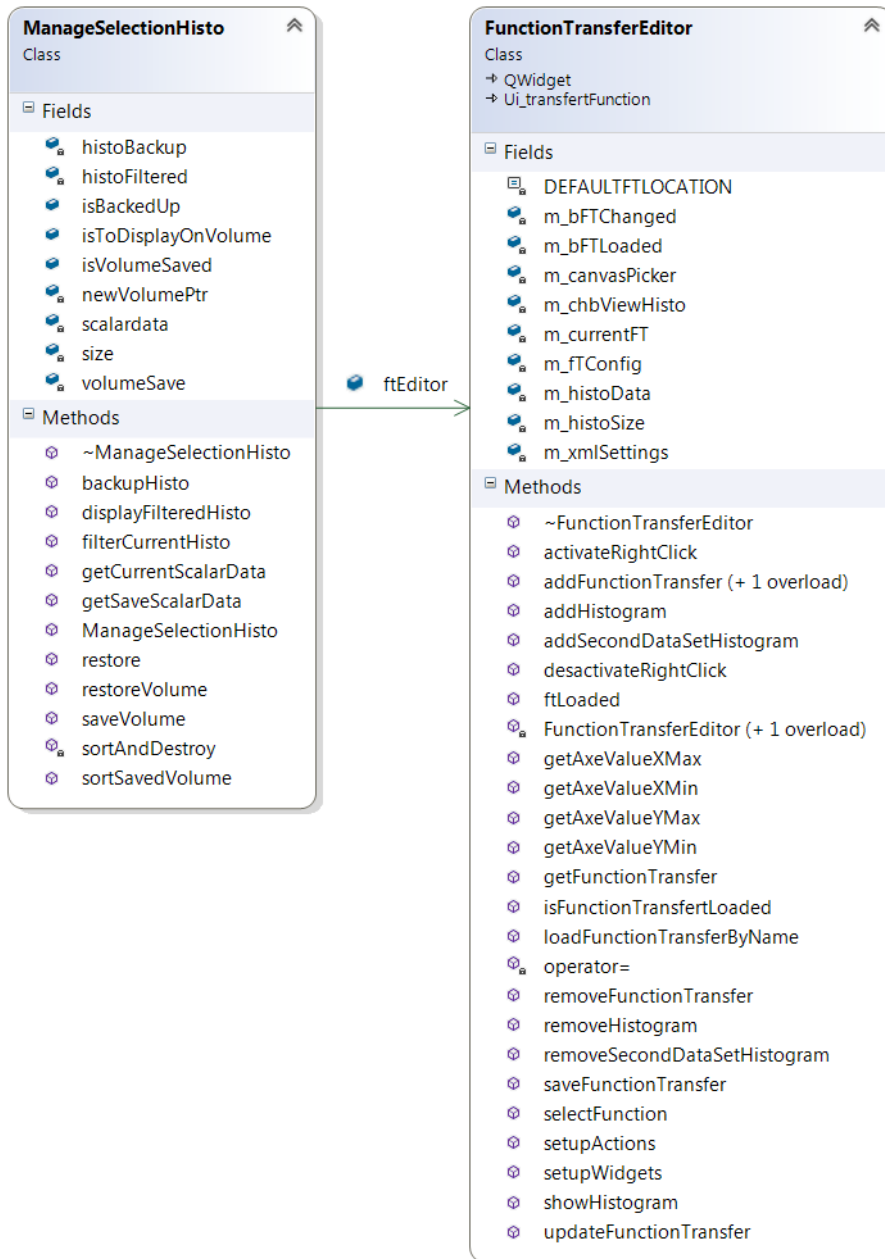 ManageSelectionHisto
Class
Fields
histoBackup
histoFiltered
isBackedUp
isToDisplayOnVolume
isVolumeSaved
newVolumePtr
scalardata
size
volumeSave
Methods
~ManageSelectionHisto
backupHisto
displayFilteredHisto
filterCurrentHisto
getCurrentScalarData
getSaveScalarData
ManageSelectionHisto
restore
restoreVolume
saveVolume
sortAndDestroy
sortSavedVolume
ftEditor
FunctionTransferEditor
Class
QWidget
Ui_transfertFunction
Fields
DEFAULTFTLOCATION
m_bFTChanged
m_bFTLoaded
m_canvasPicker
m_chbViewHisto
m_currentFT
m_fTConfig
m_histoData
m_histoSize
m_xmlSettings
Methods
~FunctionTransferEditor
activateRightClick
addFunctionTransfer (+ 1 overload)
addHistogram
addSecondDataSetHistogram
desactivateRightClick
ftLoaded
FunctionTransferEditor (+ 1 overload)
getAxeValueXMax
getAxeValueXMin
getAxeValueYMax
getAxeValueYMin
getFunctionTransfer
isFunctionTransfertLoaded
loadFunctionTransferByName
operator=
removeFunctionTransfer
removeHistogram
removeSecondDataSetHistogram
saveFunctionTransfer
selectFunction
setupActions
setupWidgets
showHistogram
updateFunctionTransfer